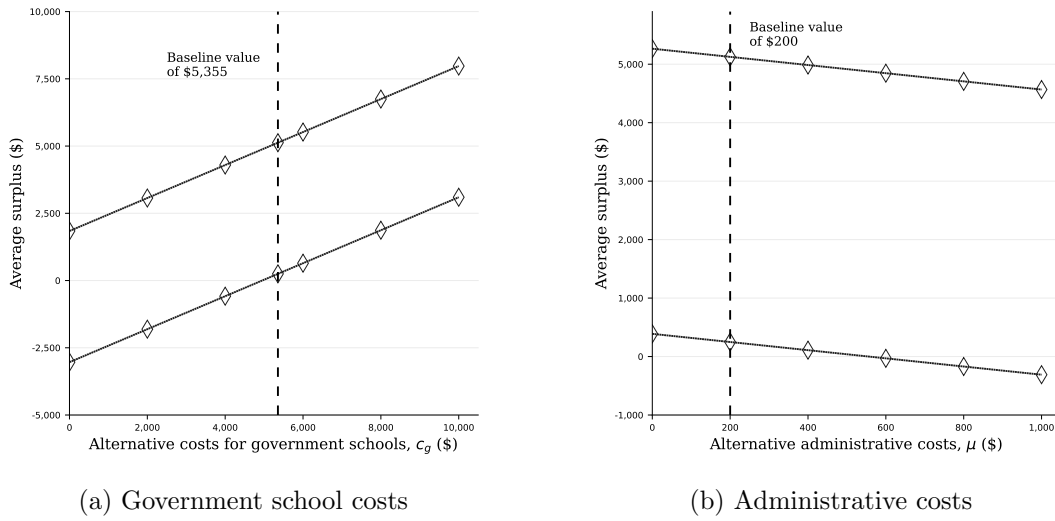 10,000
7,500
5,000
2,500
0
-2,500
-5,000
Average surplus ($)
Baseline value
of $5,355
0
2,000
4,000
6,000
8,000
10,000
Alternative costs for government schools, c_g ($)
(a) Government school costs
5,000
4,000
3,000
2,000
1,000
0
-1,000
Average surplus ($)
Baseline value
of $200
0
200
400
600
800
1,000
Alternative administrative costs, μ ($)
(b) Administrative costs